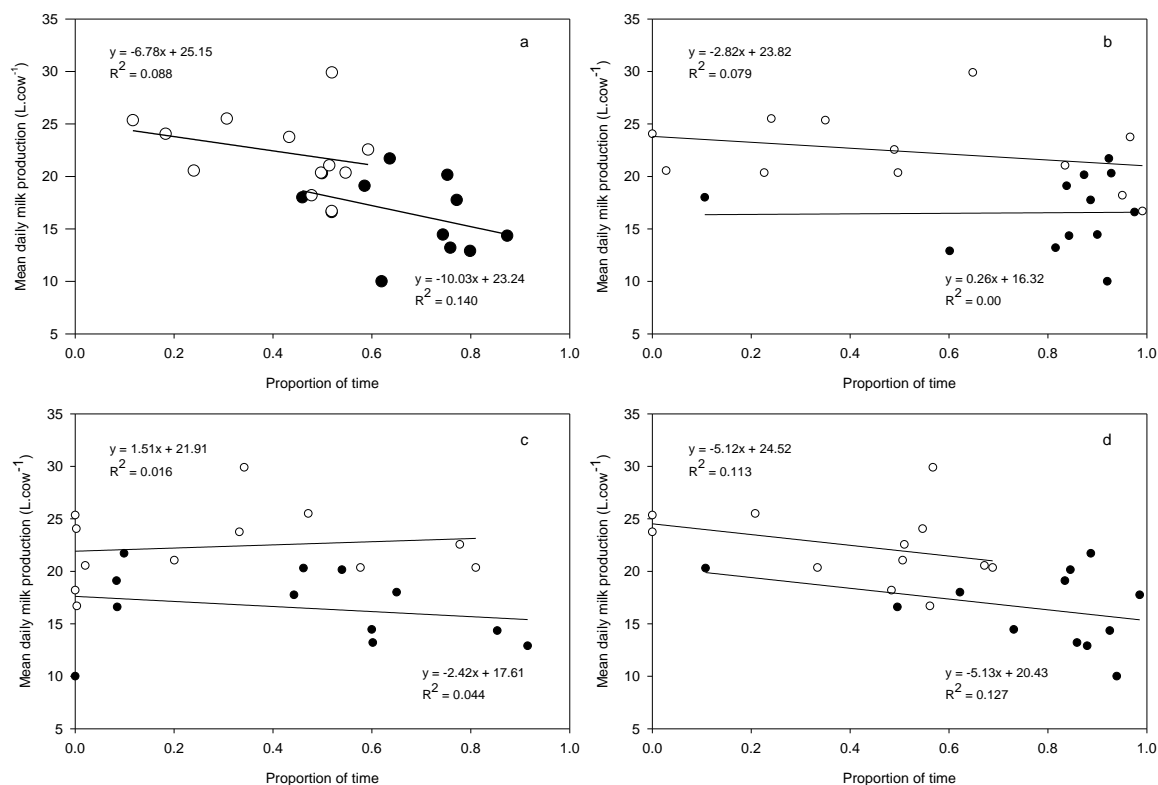 35
30
25
20
15
10
5
Mean daily milk production (L.cow-1)
y = -6.78x + 25.15
R2 = 0.088
a
y = -10.03x + 23.24
R2 = 0.140
0.0 0.2 0.4 0.6 0.8 1.0
Proportion of time
35
30
25
20
15
10
5
Mean daily milk production (L.cow-1)
y = -2.82x + 23.82
R2 = 0.079
b
y = 0.26x + 16.32
R2 = 0.00
0.0 0.2 0.4 0.6 0.8 1.0
Proportion of time
35
30
25
20
15
10
5
Mean daily milk production (L.cow-1)
y = 1.51x + 21.91
R2 = 0.016
c
y = -2.42x + 17.61
R2 = 0.044
0.0 0.2 0.4 0.6 0.8 1.0
Proportion of time
35
30
25
20
15
10
5
Mean daily milk production (L.cow-1)
y = -5.12x + 24.52
R2 = 0.113
d
y = -5.13x + 20.43
R2 = 0.127
0.0 0.2 0.4 0.6 0.8 1.0
Proportion of time